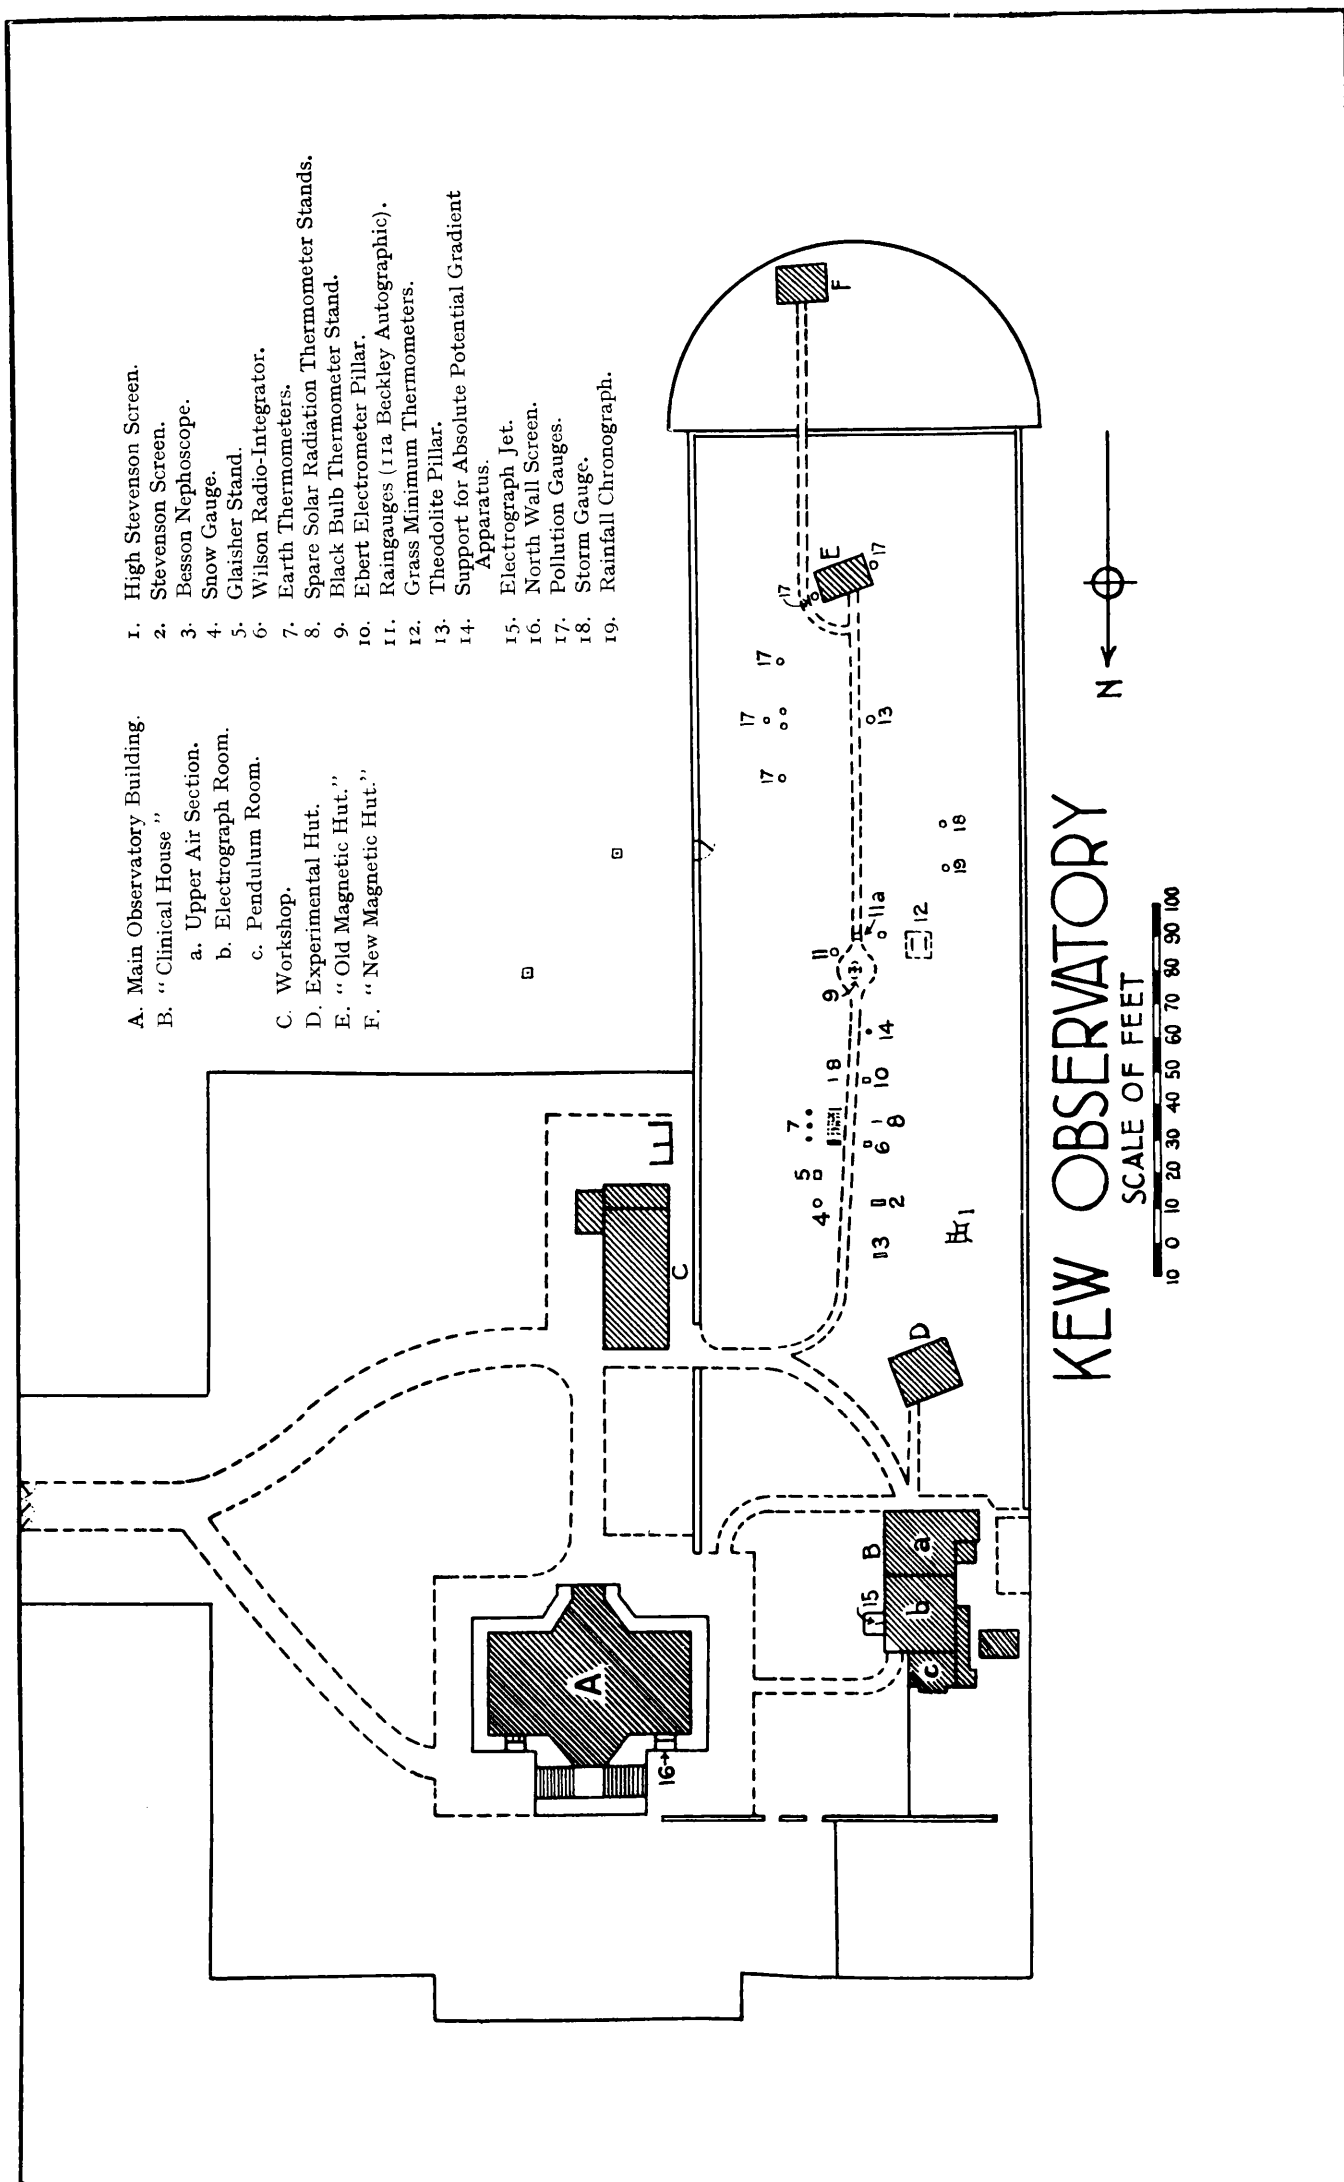 A. Main Observatory Building.
B. “ Clinical House ”
a. Upper Air Section.
b. Electrograph Room.
c. Pendulum Room.
C. Workshop.
D. Experimental Hut.
E. “ Old Magnetic Hut.”
F. “ New Magnetic Hut.”
1. High Stevenson Screen.
2. Stevenson Screen.
3. Besson Nephoscope.
4. Snow Gauge.
5. Glaisher Stand.
6. Wilson Radio-Integrator.
7. Earth Thermometers.
8. Spare Solar Radiation Thermometer Stands.
9. Black Bulb Thermometer Stand.
10. Ebert Electrometer Pillar.
11. Raingauges (11a Beckley Autographic).
12. Grass Minimum Thermometers.
13. Theodolite Pillar.
14. Support for Absolute Potential Gradient
Apparatus.
15. Electrograph Jet.
16. North Wall Screen.
17. Pollution Gauges.
18. Storm Gauge.
19. Rainfall Chronograph.
A
16
C
B
a
b
c
15
D
1
3
2
4
5
6
7
8
8
10
14
9
11
11a
12
19
18
13
17
17
17
17
17
E
F
N
KEW OBSERVATORY
SCALE OF FEET
10 0 10 20 30 40 50 60 70 80 90 100